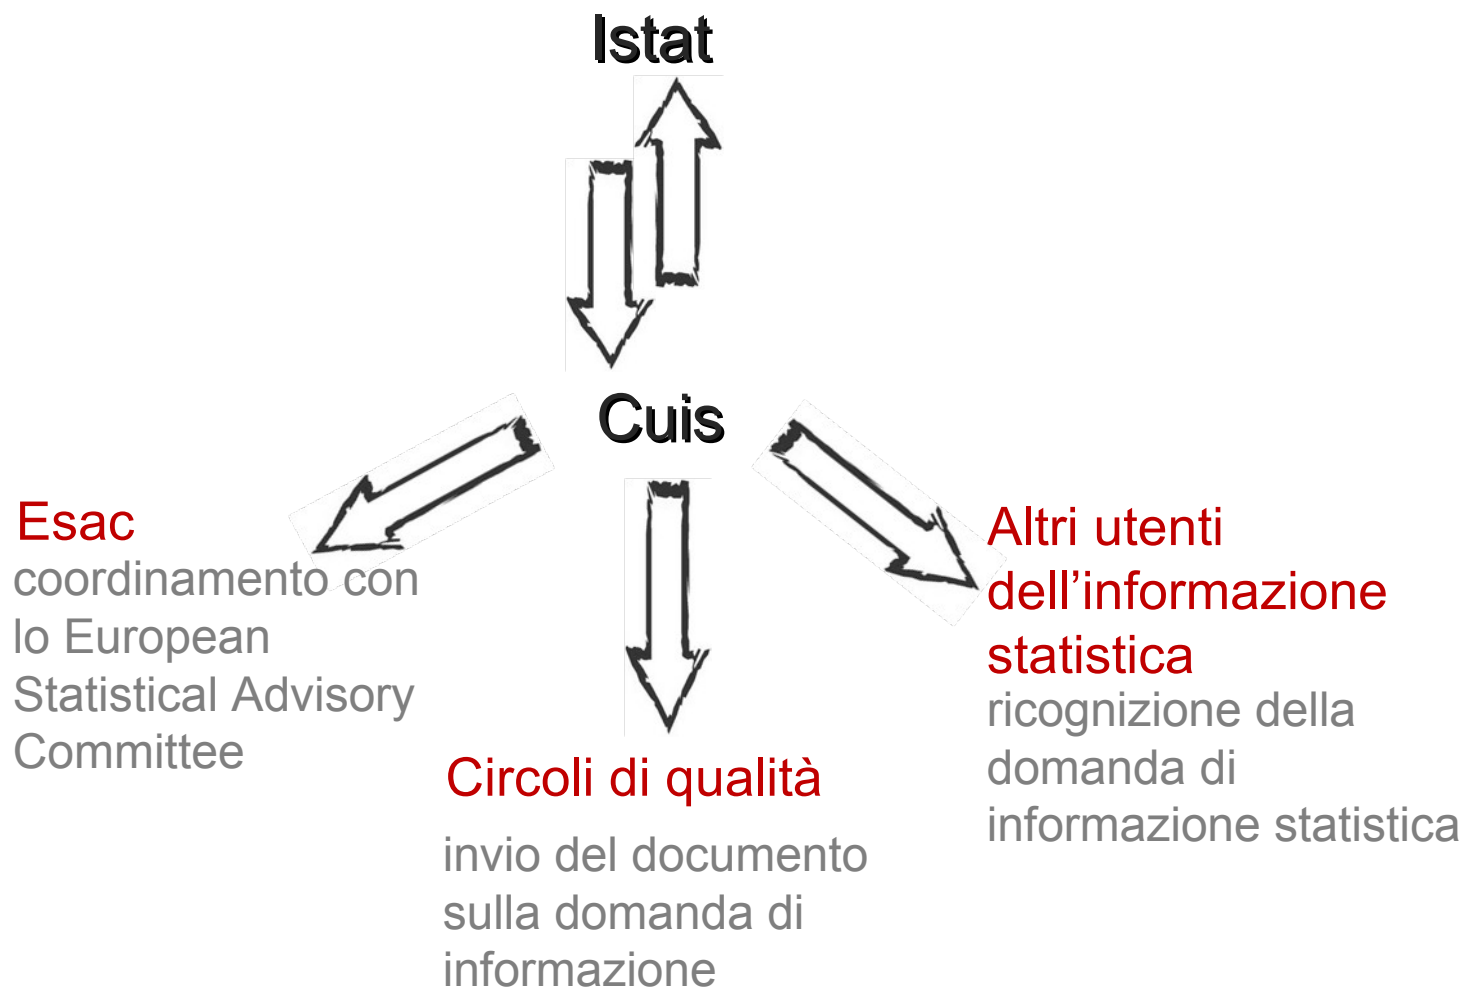 Istat
Cuis
Esac
coordinamento con
lo European
Statistical Advisory
Committee
Circoli di qualità
invio del documento
sulla domanda di
informazione
Altri utenti
dell’informazione
statistica
ricognizione della
domanda di
informazione statistica